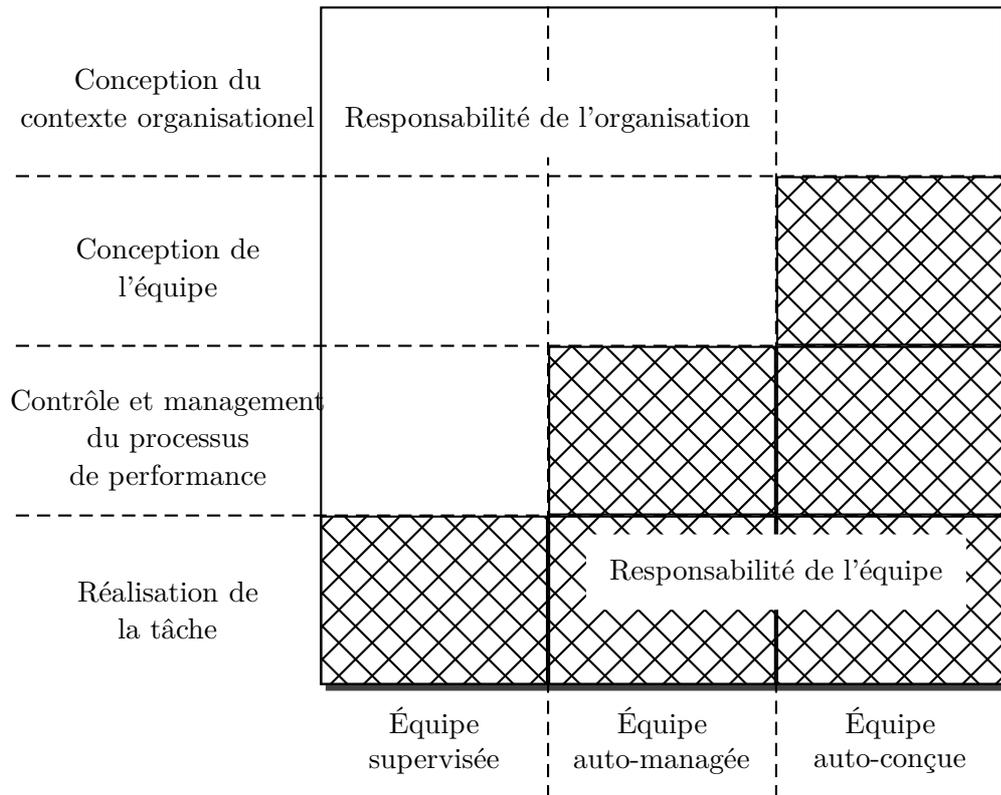 Conception du
contexte organisationel
Responsabilité de l'organisation
Conception de
l'équipe
Contrôle et management
du processus
de performance
Réalisation de
la tâche
Responsabilité de l'équipe
Équipe
supervisée
Équipe
auto-managée
Équipe
auto-conçue